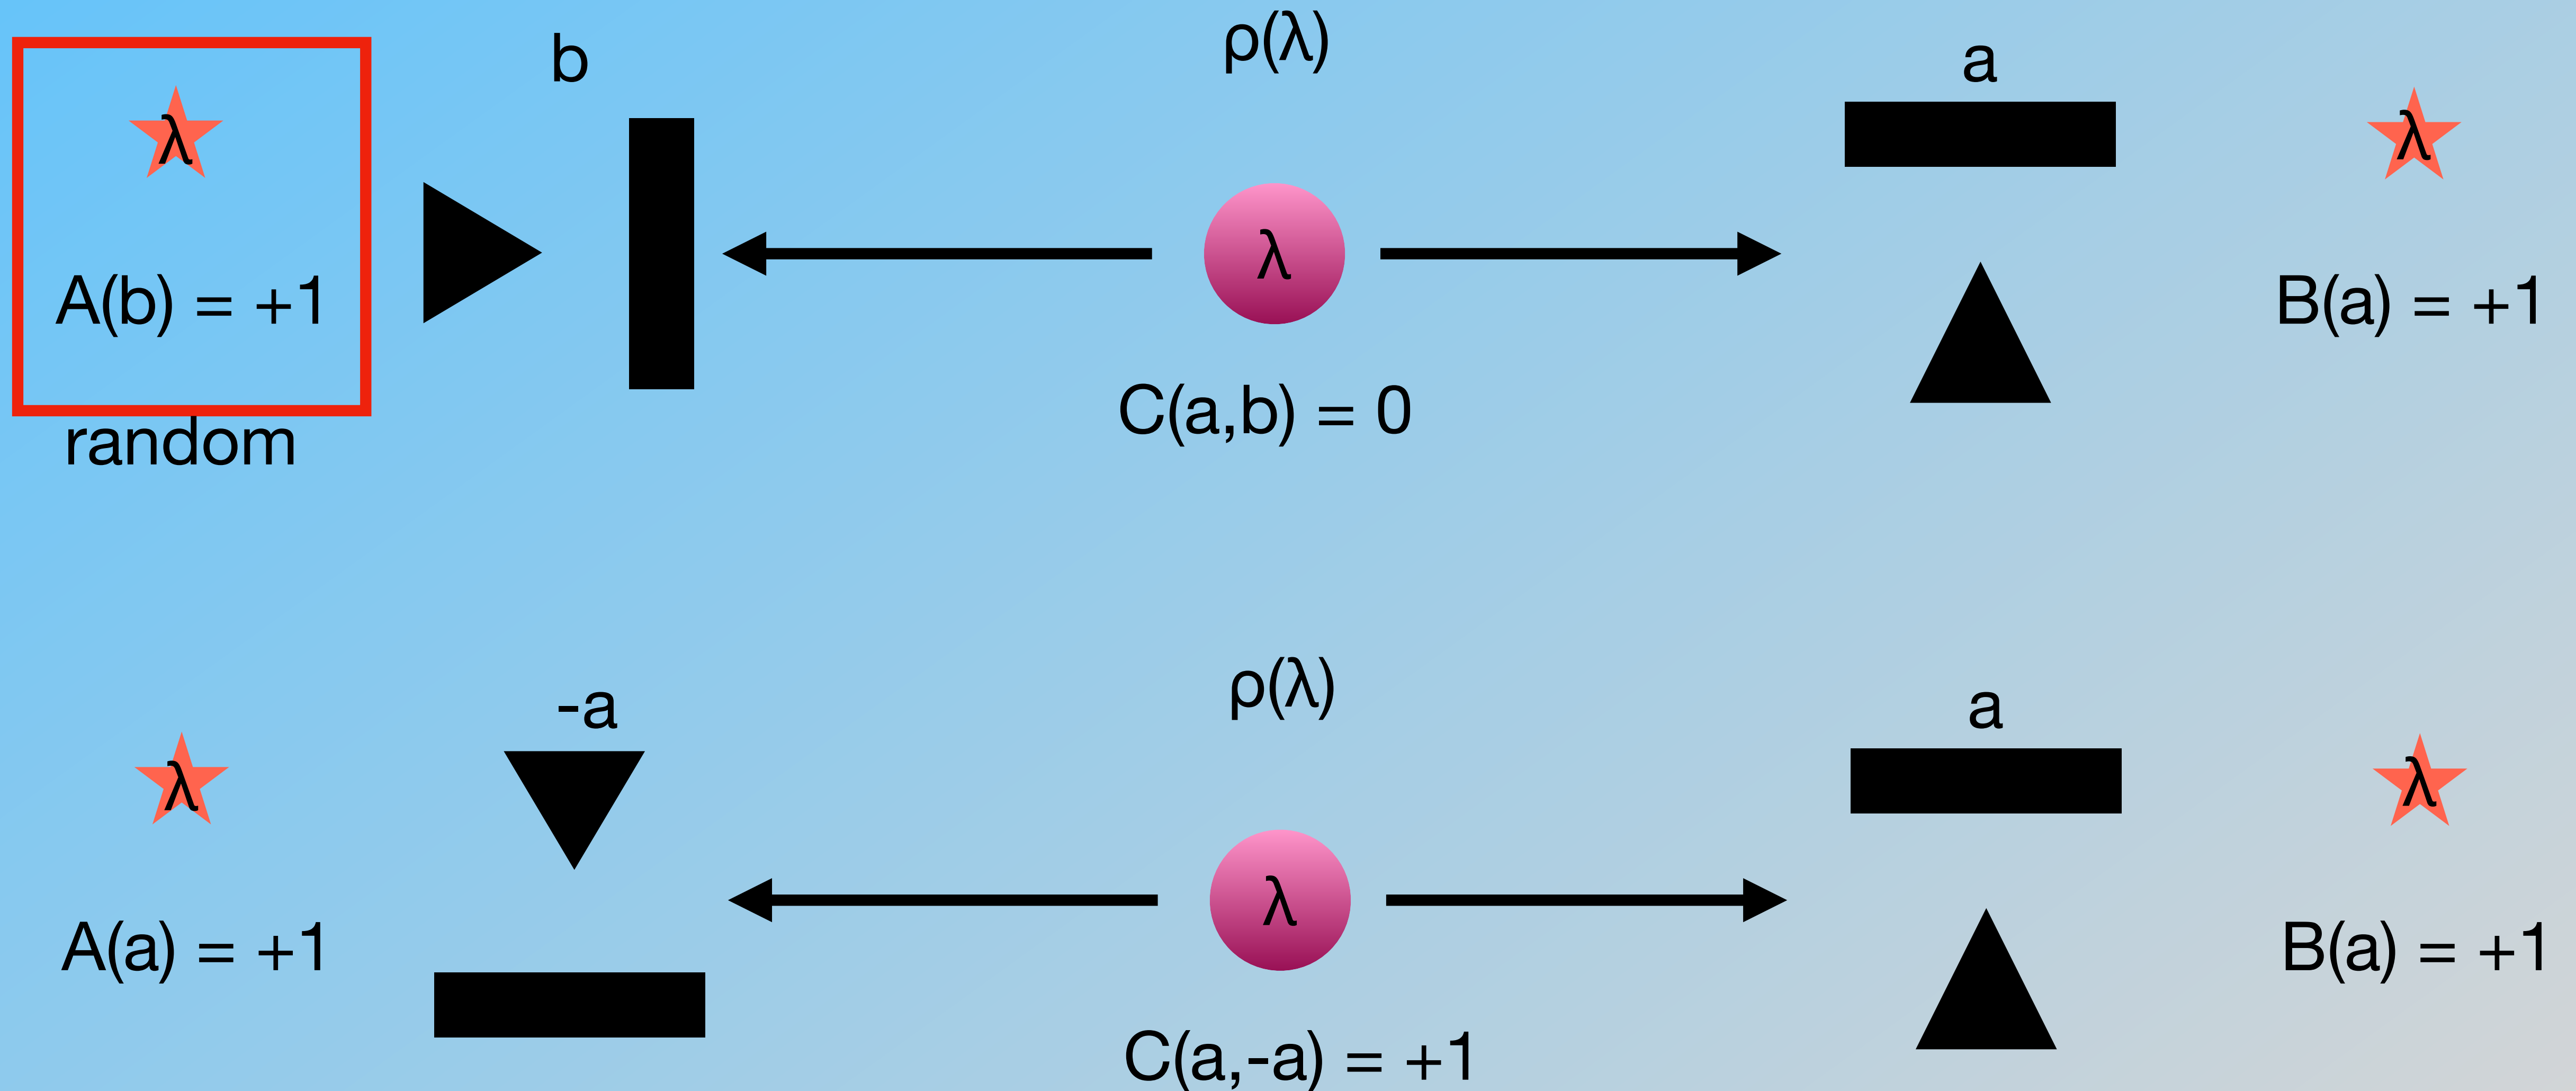 b
ρ(λ)
a
λ
λ
λ
A(b) = +1
B(a) = +1
C(a,b) = 0
random
-a
ρ(λ)
a
λ
λ
λ
A(a) = +1
B(a) = +1
C(a,-a) = +1